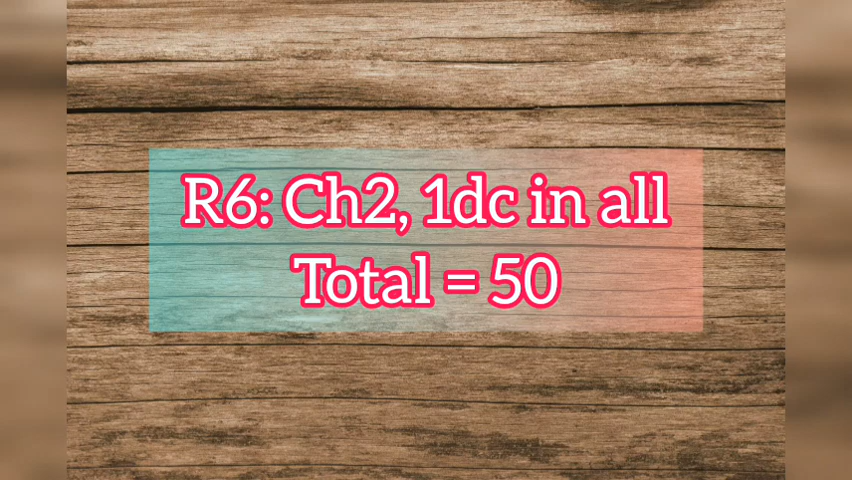 R6: Ch2, 1dc in all
Total = 50